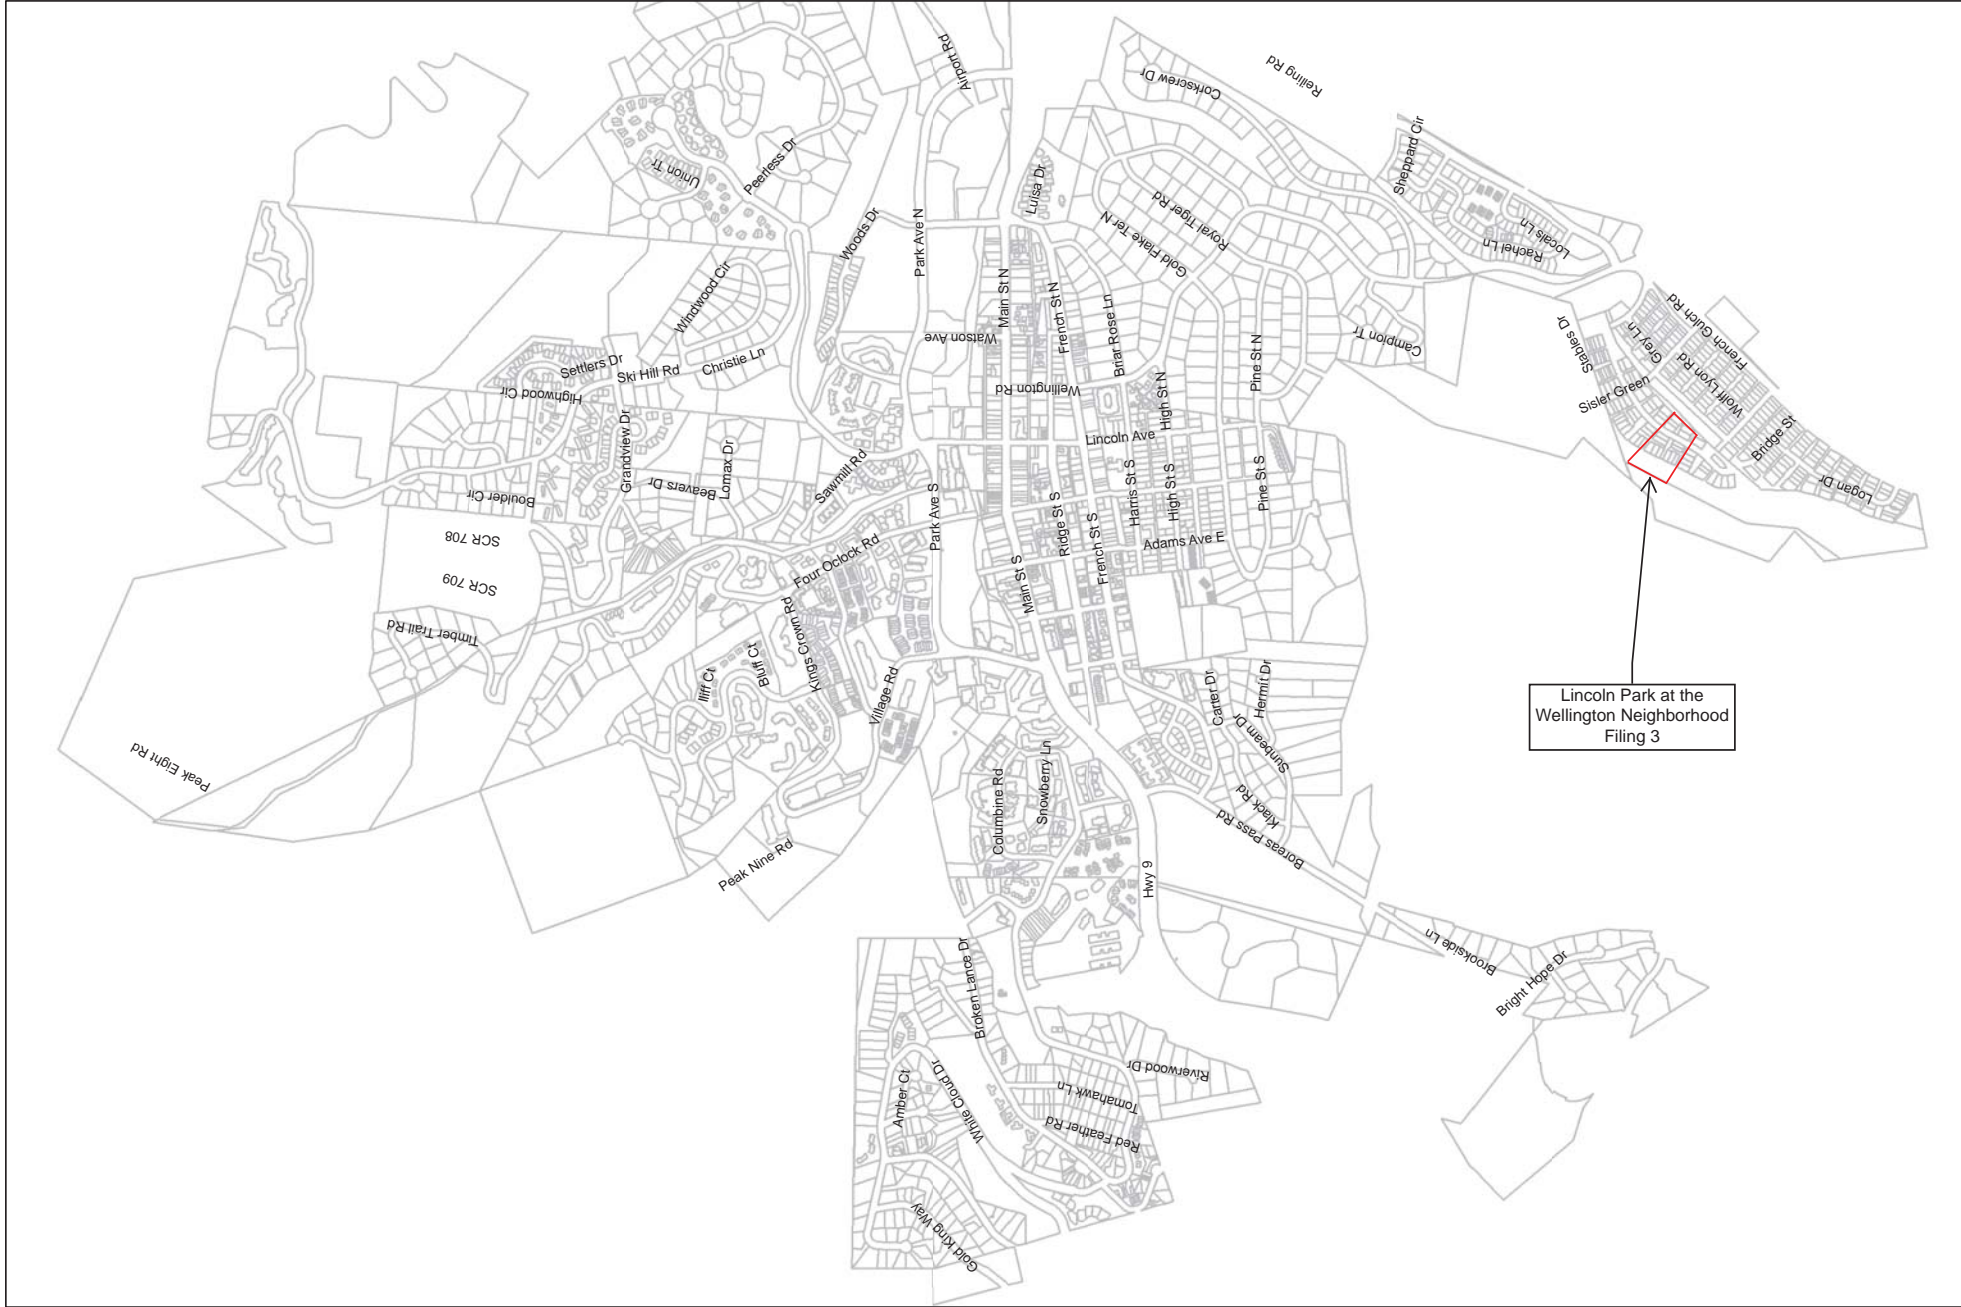 Airport Rd
Reiling Rd
Corkscrew Dr
Sheppard Cir
Union Tr
Peerless Dr
Luisa Dr
Woods Dr
Park Ave N
Royal Tiger Rd
Gold Flake Ter N
Locals Ln
Rachel Ln
Windwood Cir
Main St N
French St N
Watson Ave
Briar Rose Ln
Campion Tr
Stables Dr
Grey Ln
French Gulch Rd
Settlers Dr
Ski Hill Rd
Christie Ln
Highwood Cir
Wellington Rd
High St N
Pine St N
Sisler Green
Wolff Lyon Rd
Bridge St
Logan Dr
Grandview Dr
Lomax Dr
Beavers Dr
Sawmill Rd
Lincoln Ave
Boulder Cir
SCR 708
SCR 709
Park Ave S
Ridge St S
French St S
Harris St S
High St S
Pine St S
Adams Ave E
Four Oclock Rd
Main St S
Timber Trail Rd
Kings Crown Rd
Bluff Ct
Iliff Ct
Village Rd
Carter Dr
Hermit Dr
Sunbeam Dr
Lincoln Park at the
Wellington Neighborhood
Filing 3
Peak Eight Rd
Columbine Rd
Snowberry Ln
Klack Rd
Boreas Pass Rd
Peak Nine Rd
Hwy 9
Broken Lance Dr
Brookside Ln
Bright Hope Dr
Amber Ct
White Cloud Dr
Riverwood Dr
Tomahawk Ln
Red Feather Rd
Gold King Way